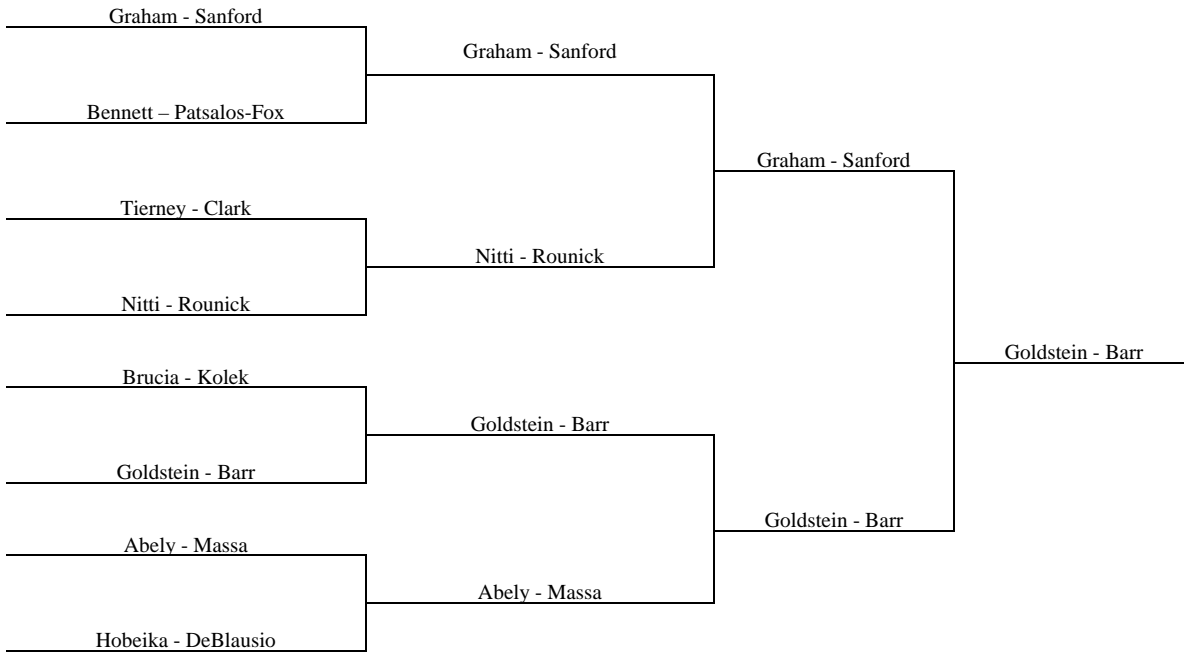 Graham - Sanford
Graham - Sanford
Bennett – Patsalos-Fox
Graham - Sanford
Tierney - Clark
Nitti - Rounick
Nitti - Rounick
Goldstein - Barr
Brucia - Kolek
Goldstein - Barr
Goldstein - Barr
Goldstein - Barr
Abely - Massa
Abely - Massa
Hobeika - DeBlausio